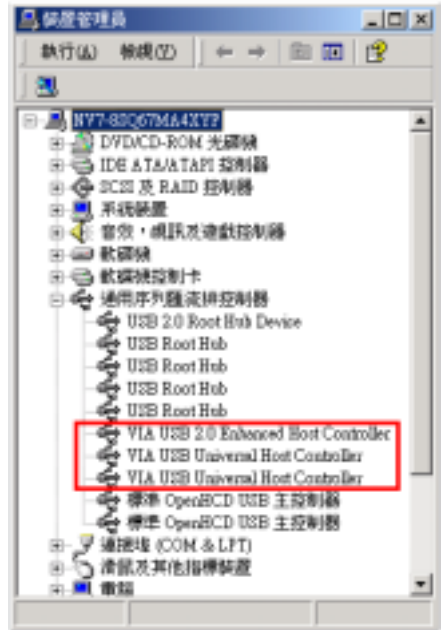 裝置管理員
執行(A) 檢視(V)
NV7-8IQ67MA4XYP
DVD/CD-ROM 光碟機
IDE ATA/ATAPI 控制器
SCSI 及 RAID 控制器
系統裝置
音效，視訊及遊戲控制器
軟碟機
軟碟機控制卡
通用序列匯流排控制器
USB 2.0 Root Hub Device
USB Root Hub
USB Root Hub
USB Root Hub
USB Root Hub
VIA USB 2.0 Enhanced Host Controller
VIA USB Universal Host Controller
VIA USB Universal Host Controller
標準 OpenHCD USB 主控制器
標準 OpenHCD USB 主控制器
連接埠 (COM & LPT)
滑鼠及其他指標裝置
電腦